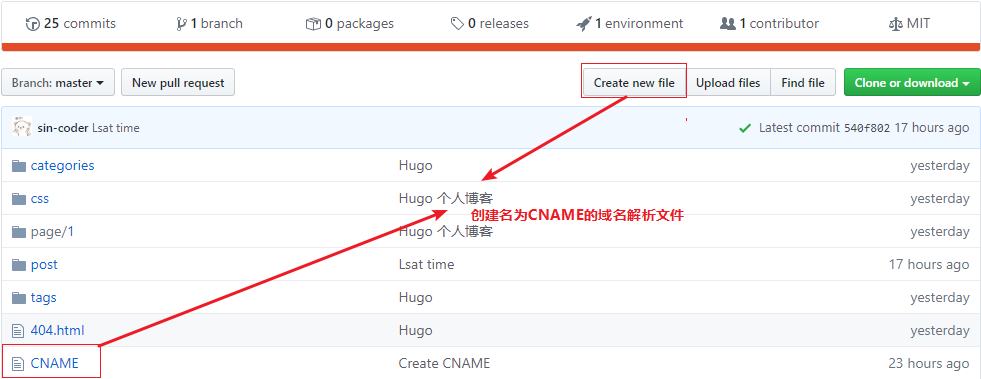 25 commits 1 branch 0 packages 0 releases 1 environment 1 contributor MIT
Branch: master New pull request Create new file Upload files Find file Clone or download
sin-coder Lsat time Latest commit 540f802 17 hours ago
categories Hugo yesterday
css Hugo 个人博客 yesterday
创建名为CNAME的域名解析文件
page/1 Hugo 个人博客 yesterday
post Lsat time 17 hours ago
tags Hugo yesterday
404.html Hugo yesterday
CNAME Create CNAME 23 hours ago